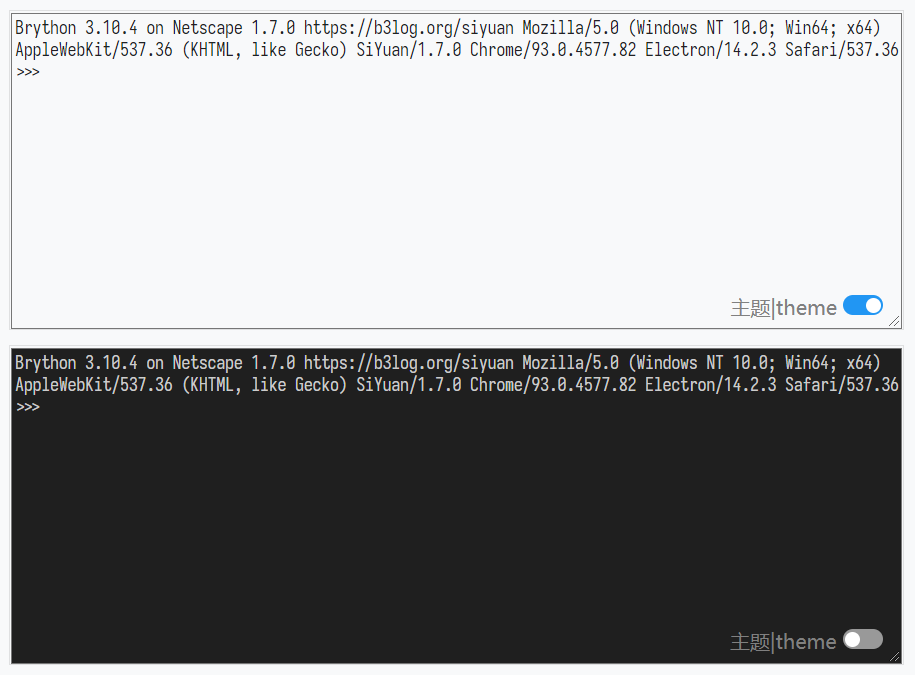 Brython 3.10.4 on Netscape 1.7.0 https://b3log.org/siyuan Mozilla/5.0 (Windows NT 10.0; Win64; x64)
AppleWebKit/537.36 (KHTML, like Gecko) SiYuan/1.7.0 Chrome/93.0.4577.82 Electron/14.2.3 Safari/537.36
>>>
主题|theme
Brython 3.10.4 on Netscape 1.7.0 https://b3log.org/siyuan Mozilla/5.0 (Windows NT 10.0; Win64; x64)
AppleWebKit/537.36 (KHTML, like Gecko) SiYuan/1.7.0 Chrome/93.0.4577.82 Electron/14.2.3 Safari/537.36
>>>
主题|theme